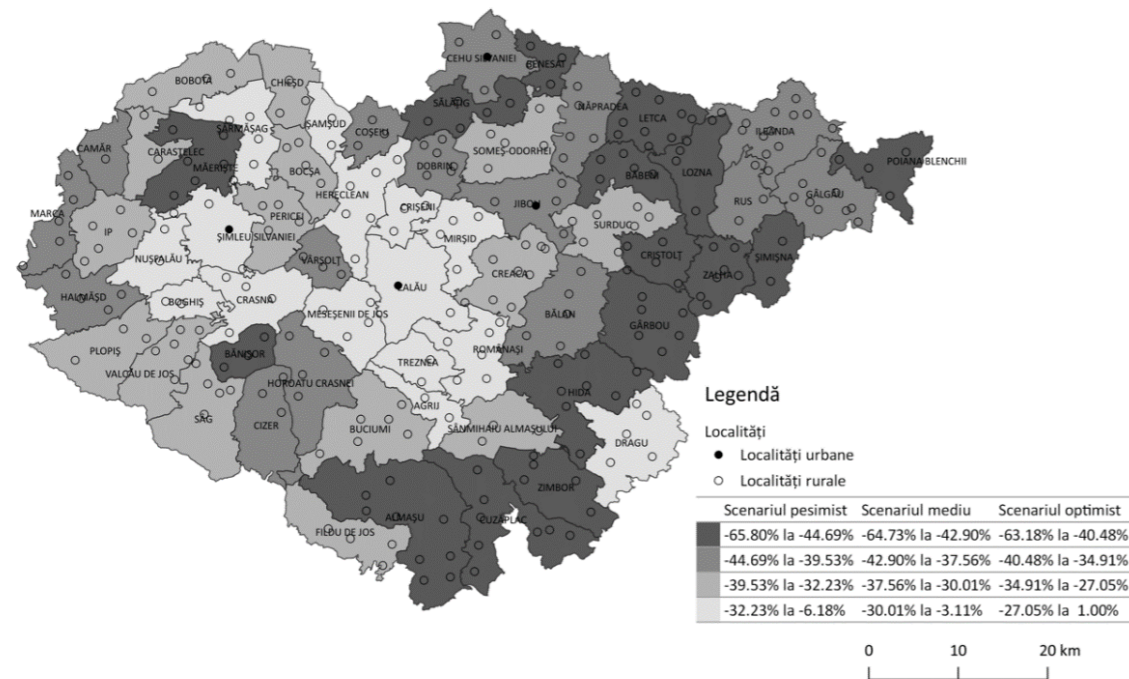 CEHU SILVANIEI
BENESAT
BOBOTA
CHIEȘD
SĂLĂȚIG
NĂPRADEA
LETCA
ILEANDA
ȘĂRMĂȘAG
ȘAMȘUD
COȘEIU
CAMĂR
CARASTELEC
MĂERIȘTE
DOBRIN
SOMEȘ-ODORHEI
POIANA BLENCHII
BOCȘA
HERECLEAN
BĂBENI
LOZNA
GÂLGĂU
MARCA
IP
PERICEI
CRIȘENI
JIBOU
RUS
SURDUC
ȘIMLEU SILVANIEI
MIRȘID
NUȘFALĂU
VÂRȘOLȚ
CREACA
CRISTOLȚ
ZALHA
ȘIMIȘNA
HALMĂȘD
BOGHIȘ
CRASNA
ZALĂU
MESEȘENII DE JOS
BĂLAN
GÂRBOU
PLOPIȘ
BĂNIȘOR
ROMÂNAȘI
TREZNEA
VALCĂU DE JOS
HOROATU CRASNEI
HIDA
AGRIJ
SÂG
CIZER
BUCIUMI
SÂNMIHAIU ALMAȘULUI
DRAGU
ZIMBOR
ALMAȘU
CUZĂPLAC
FILDU DE JOS
Legendă
Localități
Localități urbane
Localități rurale
Scenariul pesimist Scenariul mediu Scenariul optimist
-65.80% la -44.69% -64.73% la -42.90% -63.18% la -40.48%
-44.69% la -39.53% -42.90% la -37.56% -40.48% la -34.91%
-39.53% la -32.23% -37.56% la -30.01% -34.91% la -27.05%
-32.23% la -6.18% -30.01% la -3.11% -27.05% la 1.00%
0 10 20 km